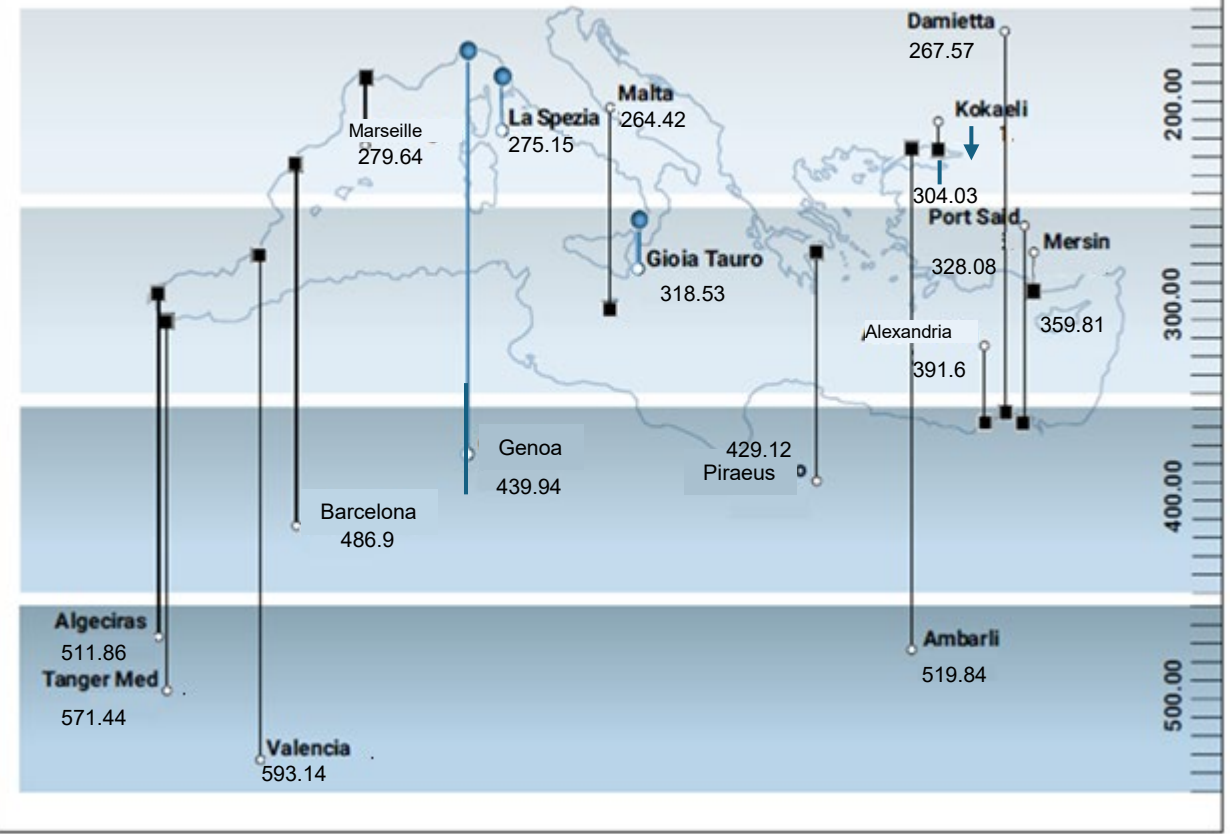 Damietta
267.57
200.00
Malta
264.42
Kokaeli
La Spezia
275.15
Marseille
279.64
304.03
Port Said
328.08
Mersin
359.81
Gioia Tauro
318.53
300.00
Alexandria
391.6
429.12
Piraeus
Genoa
439.94
400.00
Barcelona
486.9
Algeciras
511.86
Tanger Med
571.44
Ambarli
519.84
500.00
Valencia
593.14